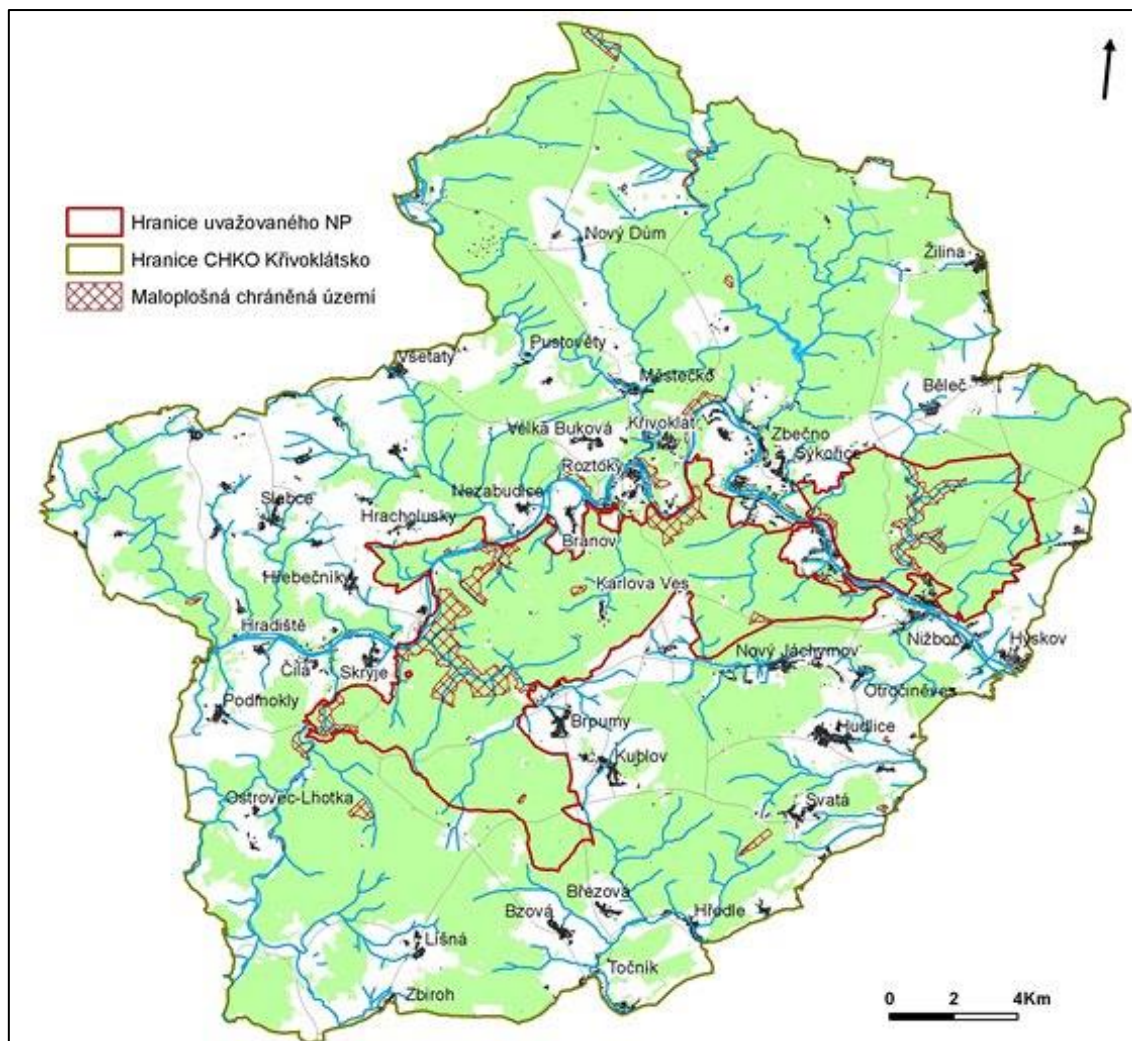 Hranice uvažovaného NP
Hranice CHKO Křivoklátsko
Maloplošná chráněná území
Nový Dům
Žilina
Pustověty
Všetaty
Městečko
Běleč
Velká Buková
Křivoklát
Zbečno
Sýkořice
Roztoky
Nezabudice
Slabce
Hracholusky
Branov
Hřebečníky
Karlova Ves
Hradiště
Nižbor
Hýskov
Čilá
Skryje
Nový Jáchymov
Otročiněves
Podmokly
Broumy
Hudlice
Kublov
Ostrovec-Lhotka
Svatá
Březová
Bzová
Hředle
Líšná
Točník
Zbiroh
0 2 4Km